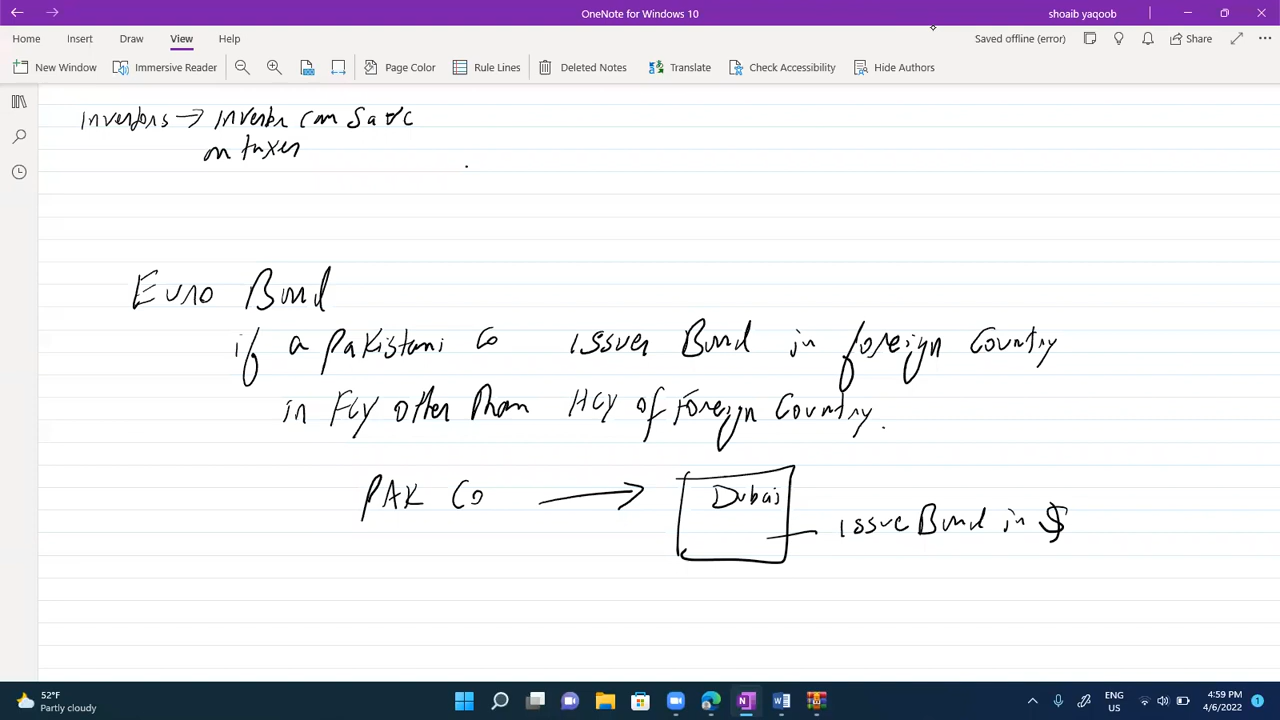 OneNote for Windows 10
shoaib yaqoob
Home Insert Draw View Help
Saved offline (error)
Share
New Window Immersive Reader Page Color Rule Lines Deleted Notes Translate Check Accessibility Hide Authors
Investors → Investor Can Save
on taxes
Euro Bond
if a Pakistani Co issues Bond in foreign Country
in FCy other than HCy of Foreign Country.
PAK Co → Dubai
issue Bond in $
52°F
Partly cloudy
ENG
US
4:59 PM
4/6/2022